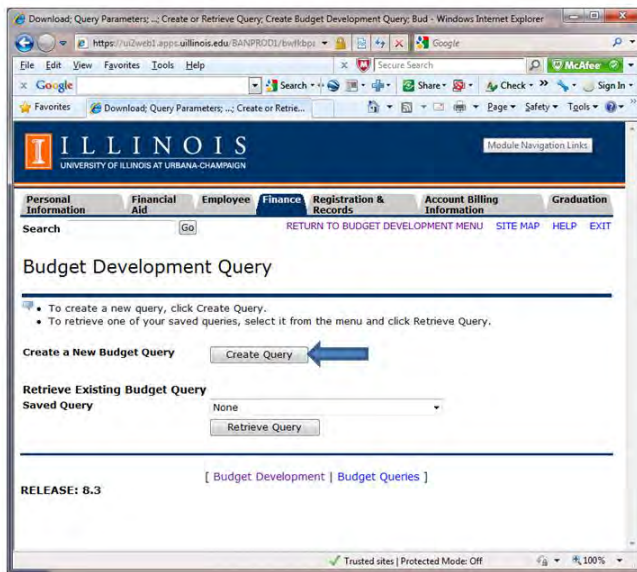 Download; Query Parameters; ...; Create or Retrieve Query; Create Budget Development Query; Bud - Windows Internet Explorer
https://ui2web1.apps.uillinois.edu/BANPROD1/bwfkbpr
Google
File Edit View Favorites Tools Help
x Secure Search McAfee
x Google Search Share Check Sign In
Favorites Download; Query Parameters; ...; Create or Retrie... Page Safety Tools
I ILLINOIS
UNIVERSITY OF ILLINOIS AT URBANA-CHAMPAIGN
Module Navigation Links
Personal Information Financial Aid Employee Finance Registration & Records Account Billing Information Graduation
Search Go RETURN TO BUDGET DEVELOPMENT MENU SITE MAP HELP EXIT
Budget Development Query
• To create a new query, click Create Query.
• To retrieve one of your saved queries, select it from the menu and click Retrieve Query.
Create a New Budget Query Create Query
Retrieve Existing Budget Query
Saved Query None
Retrieve Query
[ Budget Development | Budget Queries ]
RELEASE: 8.3
Trusted sites | Protected Mode: Off 100%